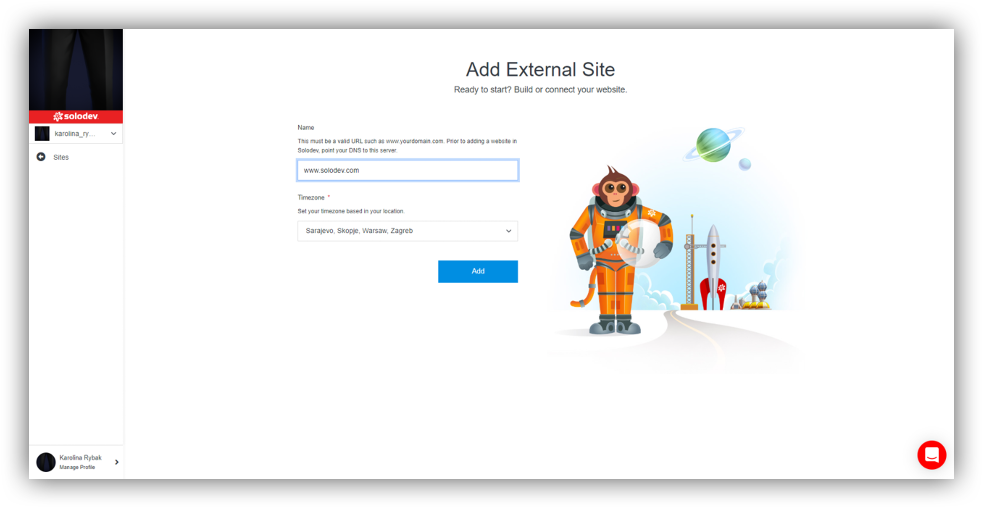 solodev
karolina_ry...
Sites
Add External Site
Ready to start? Build or connect your website.
Name
This must be a valid URL such as www.yourdomain.com. Prior to adding a website in
Solodev, point your DNS to this server.
www.solodev.com
Timezone *
Set your timezone based in your location.
Sarajevo, Skopje, Warsaw, Zagreb
Add
Karolina Rybak
Manage Profile